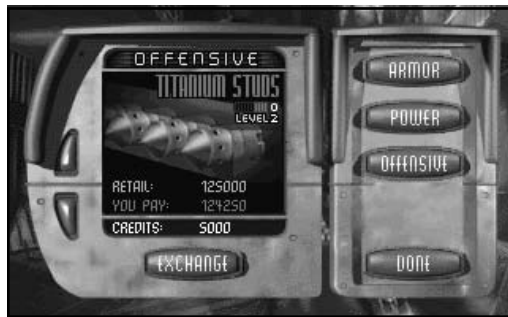 OFFENSIVE
TITANIUM STUDS
0
LEVEL 2
RETAIL: 125000
YOU PAY: 124250
CREDITS: 5000
EXCHANGE
ARMOR
POWER
OFFENSIVE
DONE